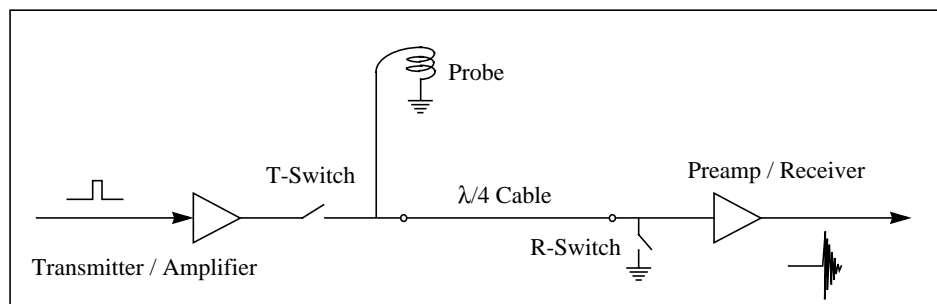 Probe
T-Switch
λ/4 Cable
Preamp / Receiver
R-Switch
Transmitter / Amplifier